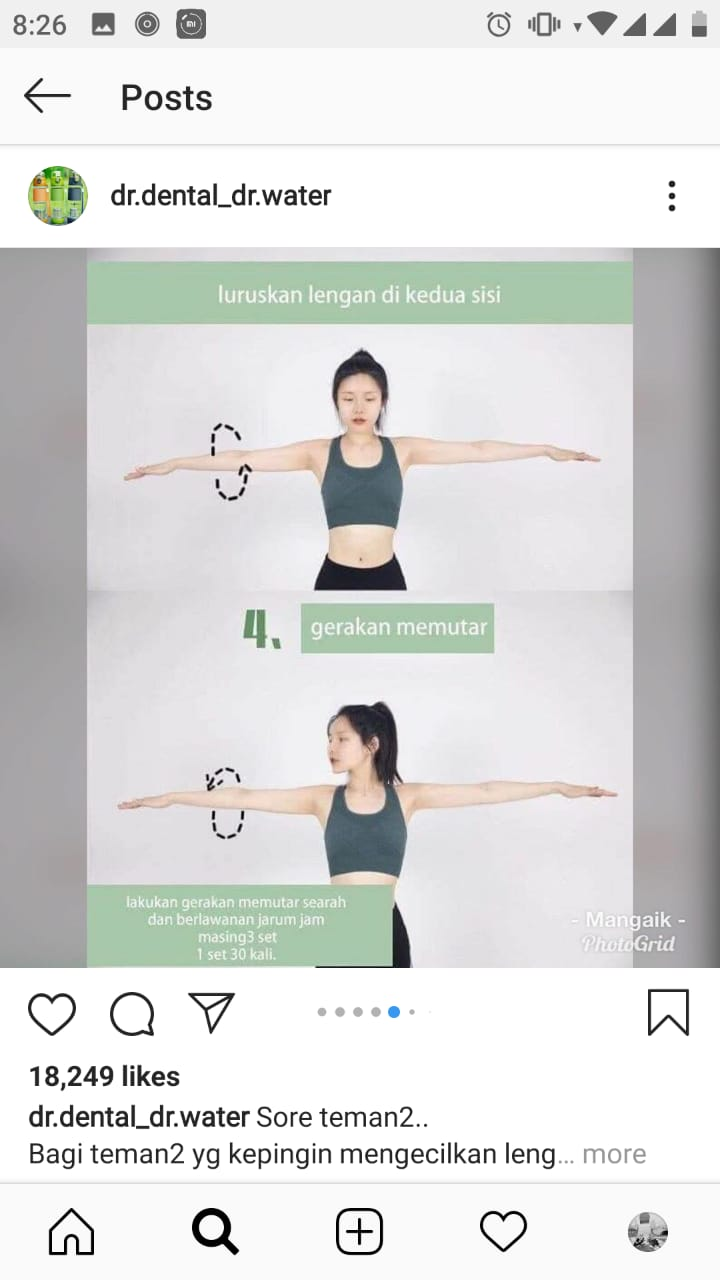 8:26
Posts
dr.dental_dr.water
luruskan lengan di kedua sisi
4. gerakan memutar
lakukan gerakan memutar searah
dan berlawanan jarum jam
masing3 set
1 set 30 kali.
- Mangaik -
PhotoGrid
18,249 likes
dr.dental_dr.water Sore teman2..
Bagi teman2 yg kepingin mengecilkan leng... more